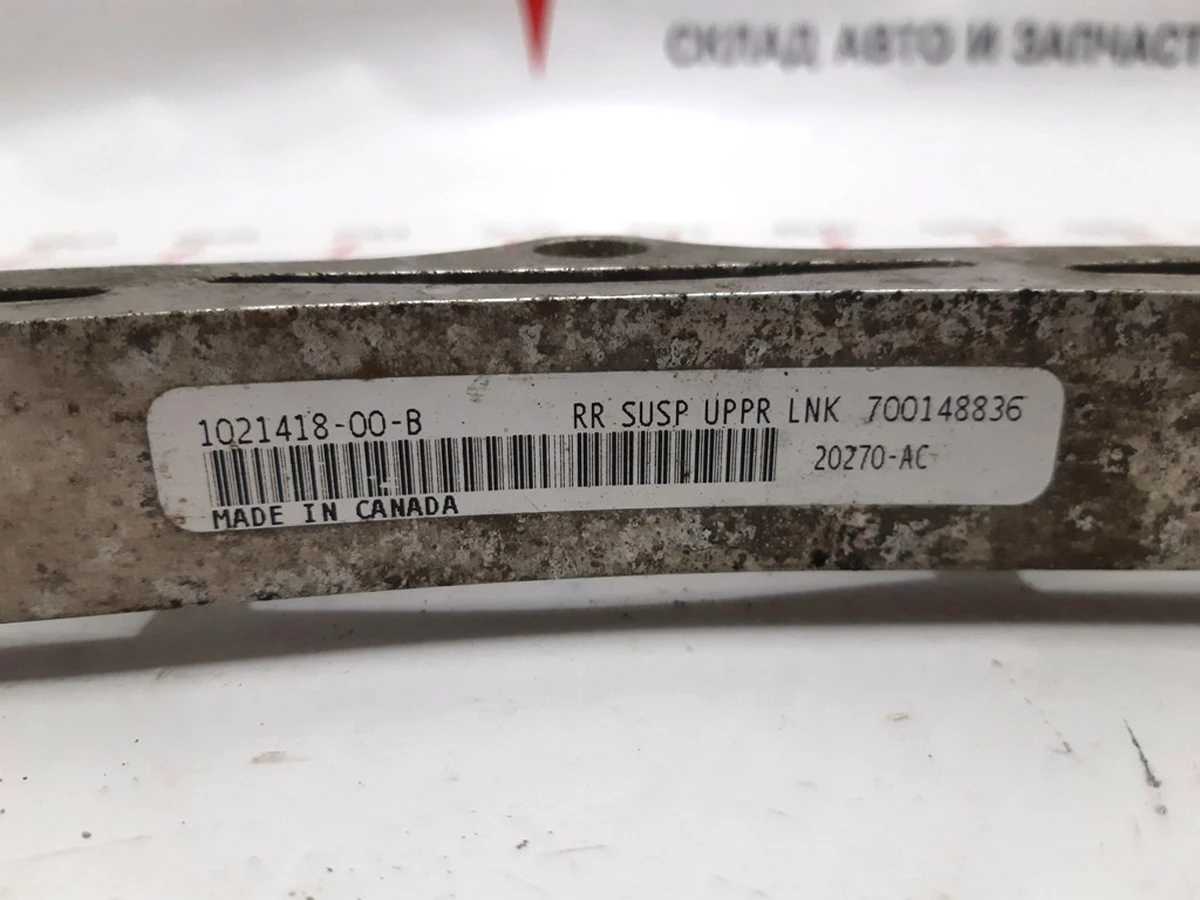 СКЛАД АВТО И ЗАПЧАСТ
1021418-00-B RR SUSP UPPR LNK 700148836
20270-AC
MADE IN CANADA